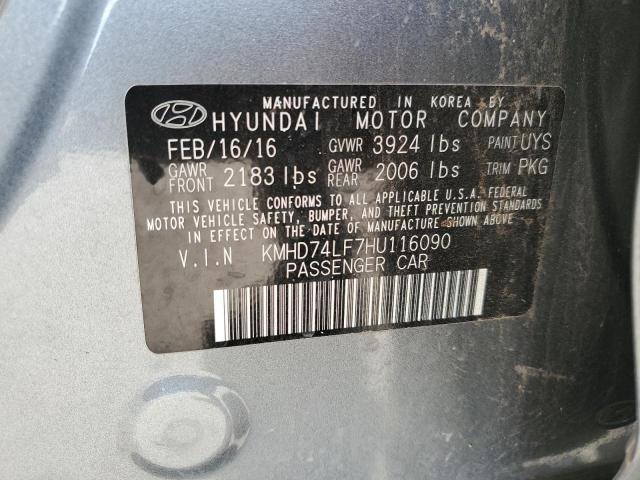 MANUFACTURED IN KOREA BY
HYUNDAI MOTOR COMPANY
FEB/16/16 GVWR 3924 lbs PAINT UYS
GAWR FRONT 2183 lbs GAWR REAR 2006 lbs TRIM PKG
THIS VEHICLE CONFORMS TO ALL APPLICABLE U.S.A. FEDERAL
MOTOR VEHICLE SAFETY, BUMPER, AND THEFT PREVENTION STANDARDS
IN EFFECT ON THE DATE OF MANUFACTURE SHOWN ABOVE
V.I.N KMHD74LF7HU116090
PASSENGER CAR